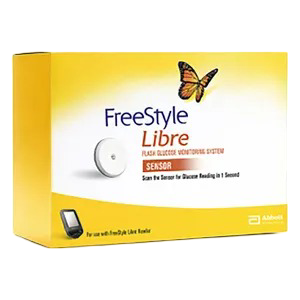 FreeStyle
Libre
FLASH GLUCOSE MONITORING SYSTEM
SENSOR
Scan the Sensor for Glucose Reading in 1 Second
For use with FreeStyle Libre Reader
Abbott